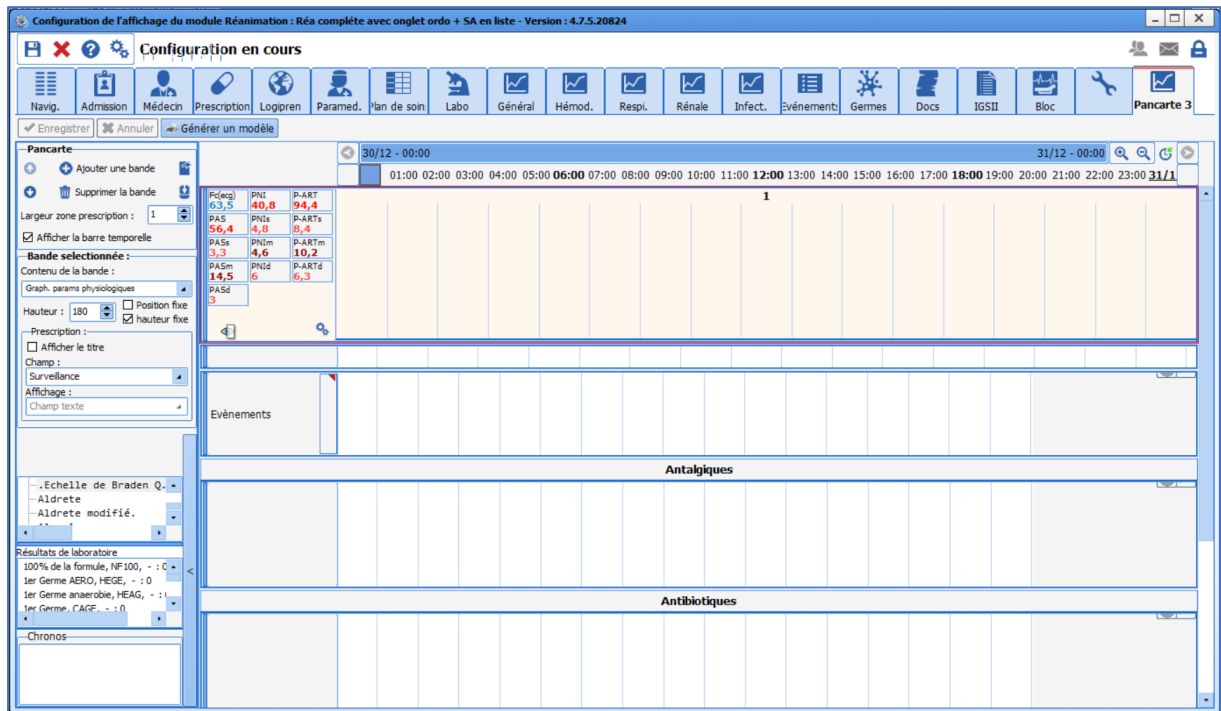 Configuration de l'affichage du module Réanimation : Réa compléte avec onglet ordo + SA en liste - Version : 4.7.5.20824
Configuration en cours
Navig. Admission Médecin Prescription Logipren Paramed. Plan de soin Labo Général Hémod. Respi. Rénale Infect. Evénement Germes Docs IGSII Bloc Pancarte 3
Enregistrer Annuler Générer un modèle
Pancarte
Ajouter une bande
Supprimer la bande
Largeur zone prescription : 1
Afficher la barre temporelle
Bande selectionnée :
Contenu de la bande :
Graph. params physiologiques
Hauteur : 180
Position fixe
hauteur fixe
Prescription :
Afficher le titre
Champ :
Surveillance
Affichage :
Champ texte
.Echelle de Braden Q.
Aldrete
Aldrete modifié.
Résultats de laboratoire
100% de la formule, NF100, - : 0
1er Germe AERO, HEGE, - : 0
1er Germe anaerobie, HEAG, - :
1er Germe, CAGE, - : 0
<
Chronos
30/12 - 00:00 31/12 - 00:00
01:00 02:00 03:00 04:00 05:00 06:00 07:00 08:00 09:00 10:00 11:00 12:00 13:00 14:00 15:00 16:00 17:00 18:00 19:00 20:00 21:00 22:00 23:00 31/1
Fc(ecg) PNI P-ART
63,5 40,8 94,4
PAS PNIs P-ARTs
56,4 4,8 8,4
PASs PNIm P-ARTm
3,3 4,6 10,2
PASm PNId P-ARTd
14,5 6 6,3
PASd
3
1
Evènements
Antalgiques
Antibiotiques